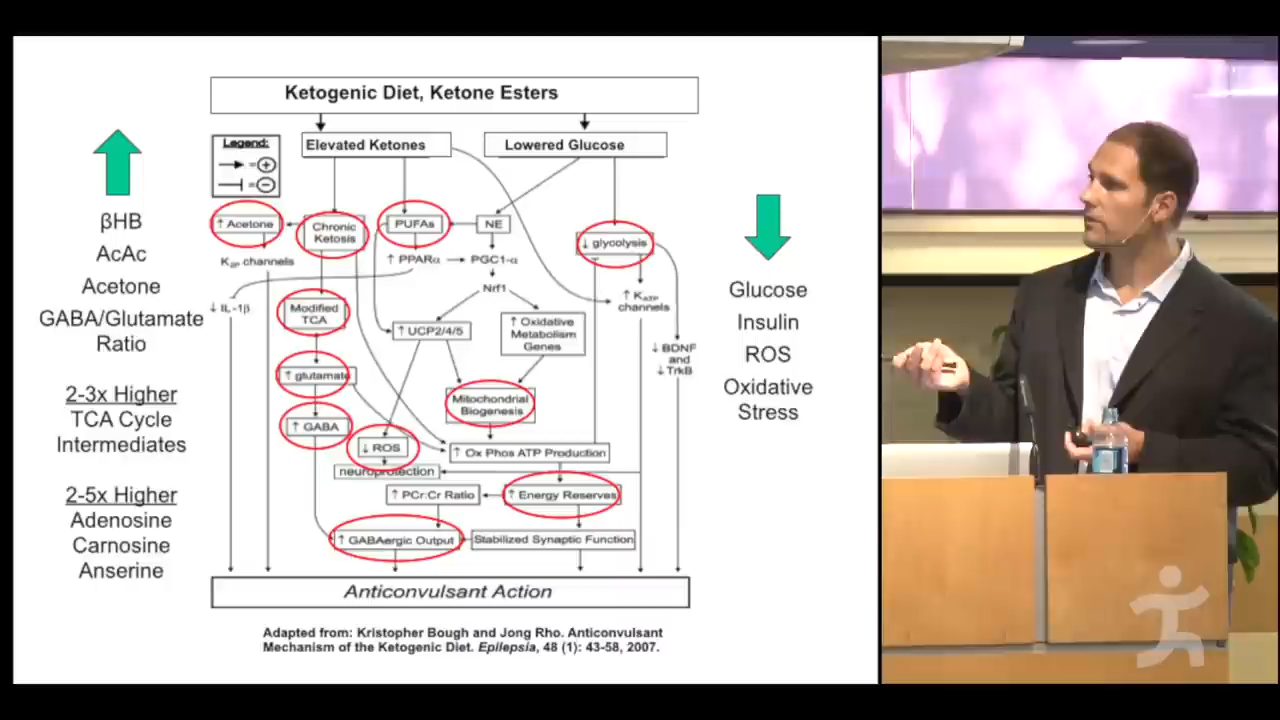 Ketogenic Diet, Ketone Esters
Legend:
= +
= −
Elevated Ketones
Lowered Glucose
↑ Acetone
Chronic
Ketosis
PUFAs
NE
↓ glycolysis
KATP channels
↑ PPARα
PGC1-α
Nrf1
↓ IL-1β
Modified
TCA
↑ UCP2/4/5
↑ Oxidative
Metabolism
Genes
↑ KATP
channels
↓ BDNF
and
↓ TrkB
↑ glutamate
Mitochondrial
Biogenesis
↑ GABA
↓ ROS
↑ Ox Phos ATP Production
neuroprotection
↑ PCr:Cr Ratio
↑ Energy Reserves
↑ GABAergic Output
Stabilized Synaptic Function
Anticonvulsant Action
βHB
AcAc
Acetone
GABA/Glutamate
Ratio
2-3x Higher
TCA Cycle
Intermediates
2-5x Higher
Adenosine
Carnosine
Anserine
Glucose
Insulin
ROS
Oxidative
Stress
Adapted from: Kristopher Bough and Jong Rho. Anticonvulsant
Mechanism of the Ketogenic Diet. Epilepsia, 48 (1): 43-58, 2007.